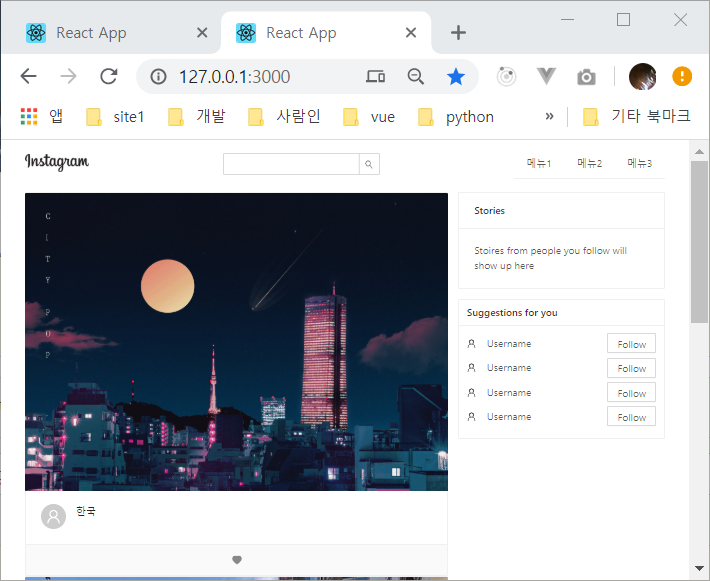 React App
React App
127.0.0.1:3000
앱 site1 개발 사람인 vue python » 기타 북마크
Instagram
메뉴1 메뉴2 메뉴3
CITY POP
Stories
Stoires from people you follow will
show up here
Suggestions for you
Username Follow
Username Follow
Username Follow
Username Follow
한국